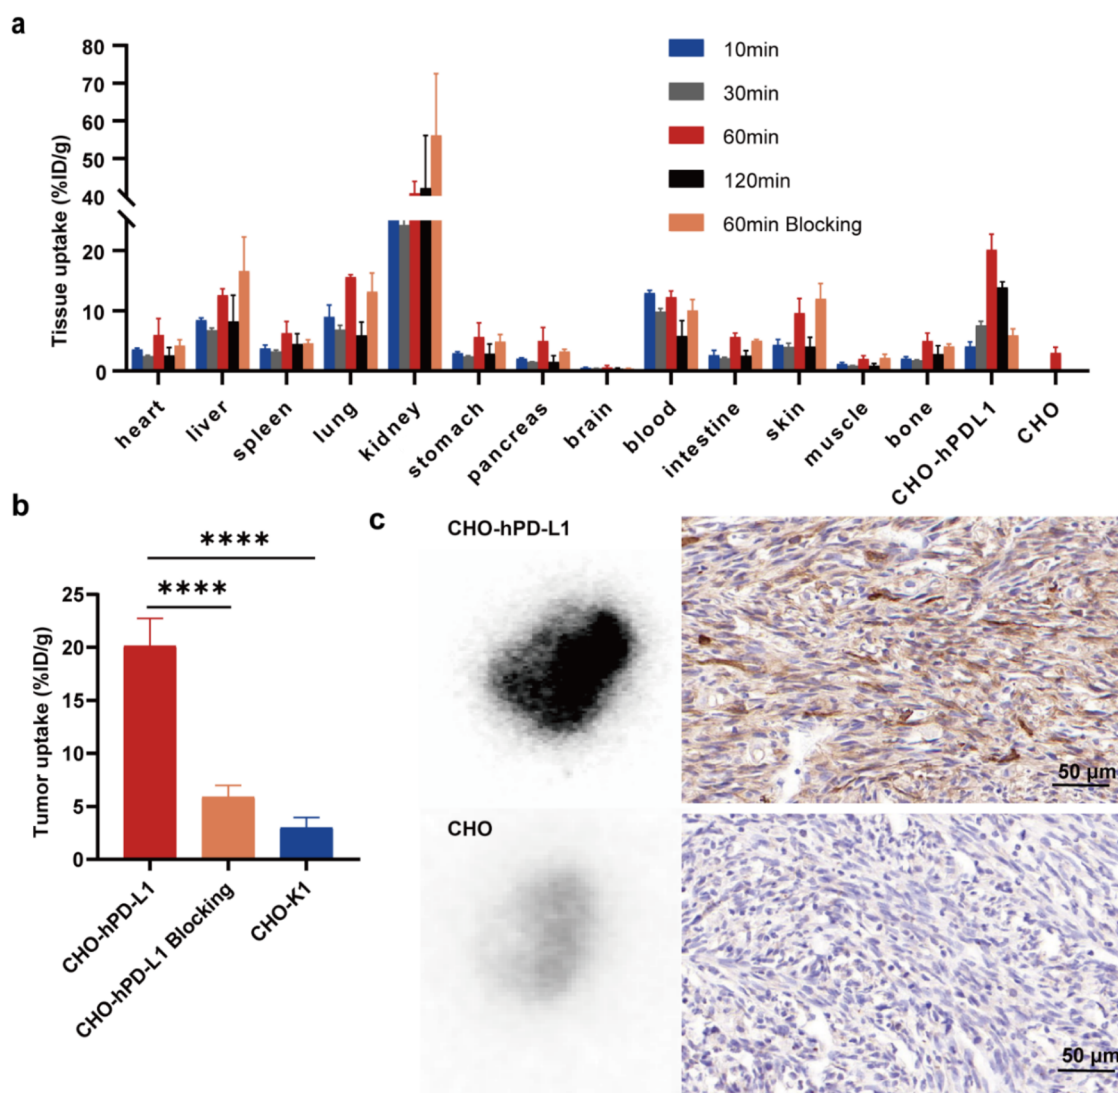 a
80
70
60
50
40
20
10
0
Tissue uptake (%ID/g)
10min
30min
60min
120min
60min Blocking
heart
liver
spleen
lung
kidney
stomach
pancreas
brain
blood
intestine
skin
muscle
bone
CHO-hPDL1
CHO
b
****
****
25
20
15
10
5
0
Tumor uptake (%ID/g)
CHO-hPD-L1
CHO-hPD-L1 Blocking
CHO-K1
c
CHO-hPD-L1
50 μm
CHO
50 μm